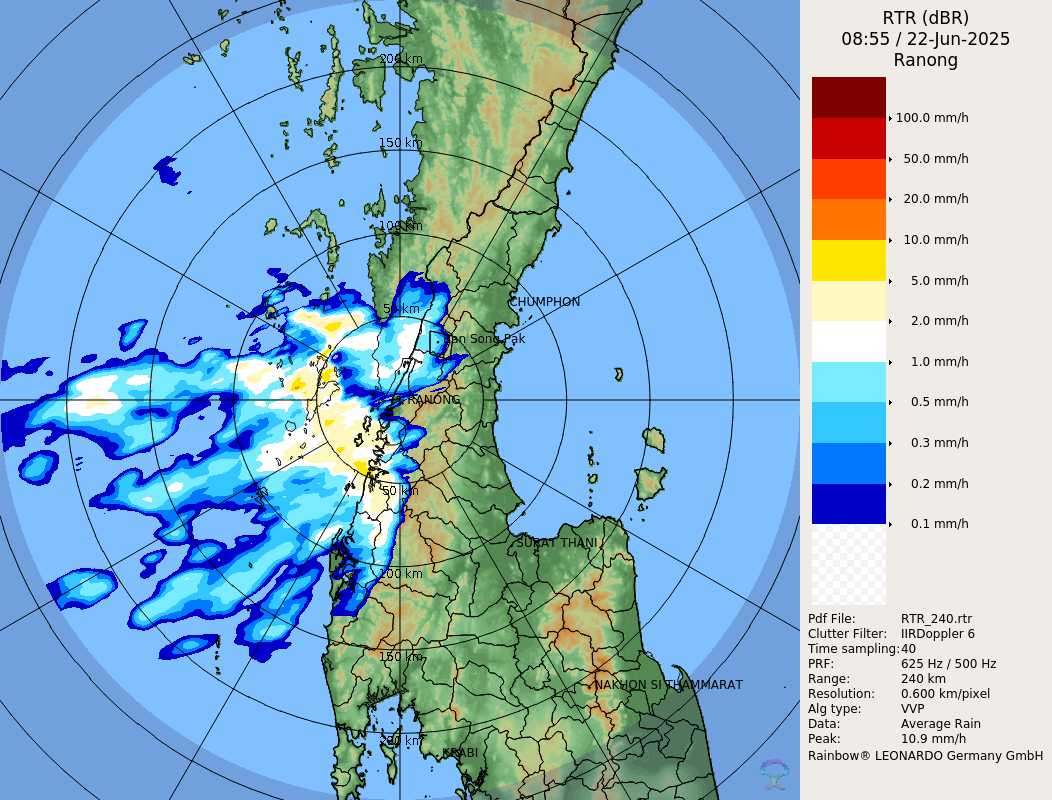 RTR (dBR)
08:55 / 22-Jun-2025
Ranong
100.0 mm/h
50.0 mm/h
20.0 mm/h
10.0 mm/h
5.0 mm/h
2.0 mm/h
1.0 mm/h
0.5 mm/h
0.3 mm/h
0.2 mm/h
0.1 mm/h
Pdf File: RTR_240.rtr
Clutter Filter: IIRDoppler 6
Time sampling:40
PRF: 625 Hz / 500 Hz
Range: 240 km
Resolution: 0.600 km/pixel
Alg type: VVP
Data: Average Rain
Peak: 10.9 mm/h
Rainbow® LEONARDO Germany GmbH
200 km
150 km
100 km
CHUMPHON
50 km
Song Pak
RANONG
50 km
SURAT THANI
100 km
150 km
NAKHON SI THAMMARAT
200 km
KRABI